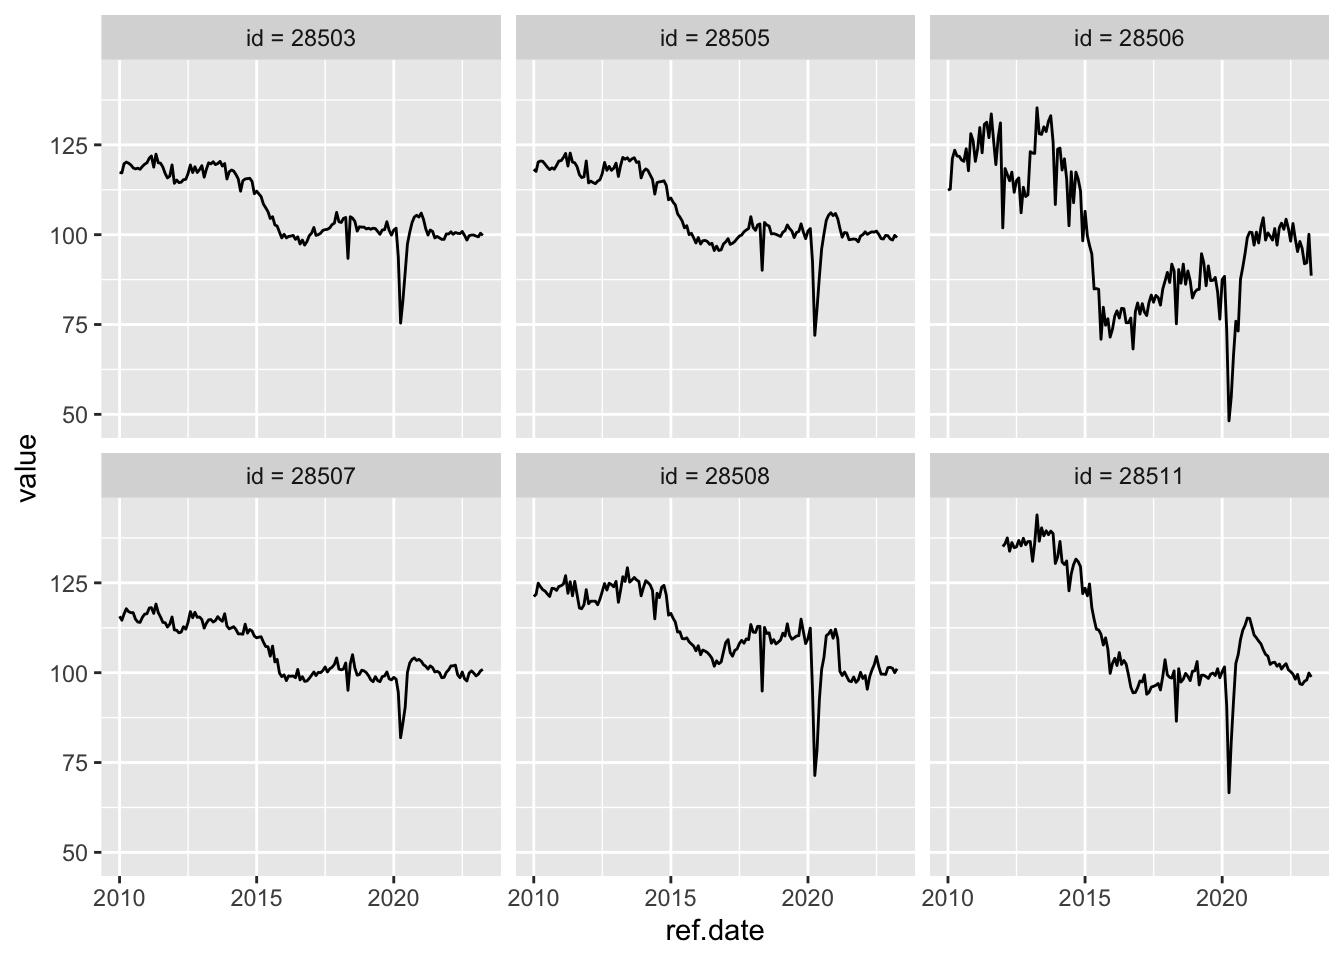 id = 28503
id = 28505
id = 28506
125
100
75
50
id = 28507
id = 28508
id = 28511
125
100
75
50
2010 2015 2020
2010 2015 2020
2010 2015 2020
ref.date
value